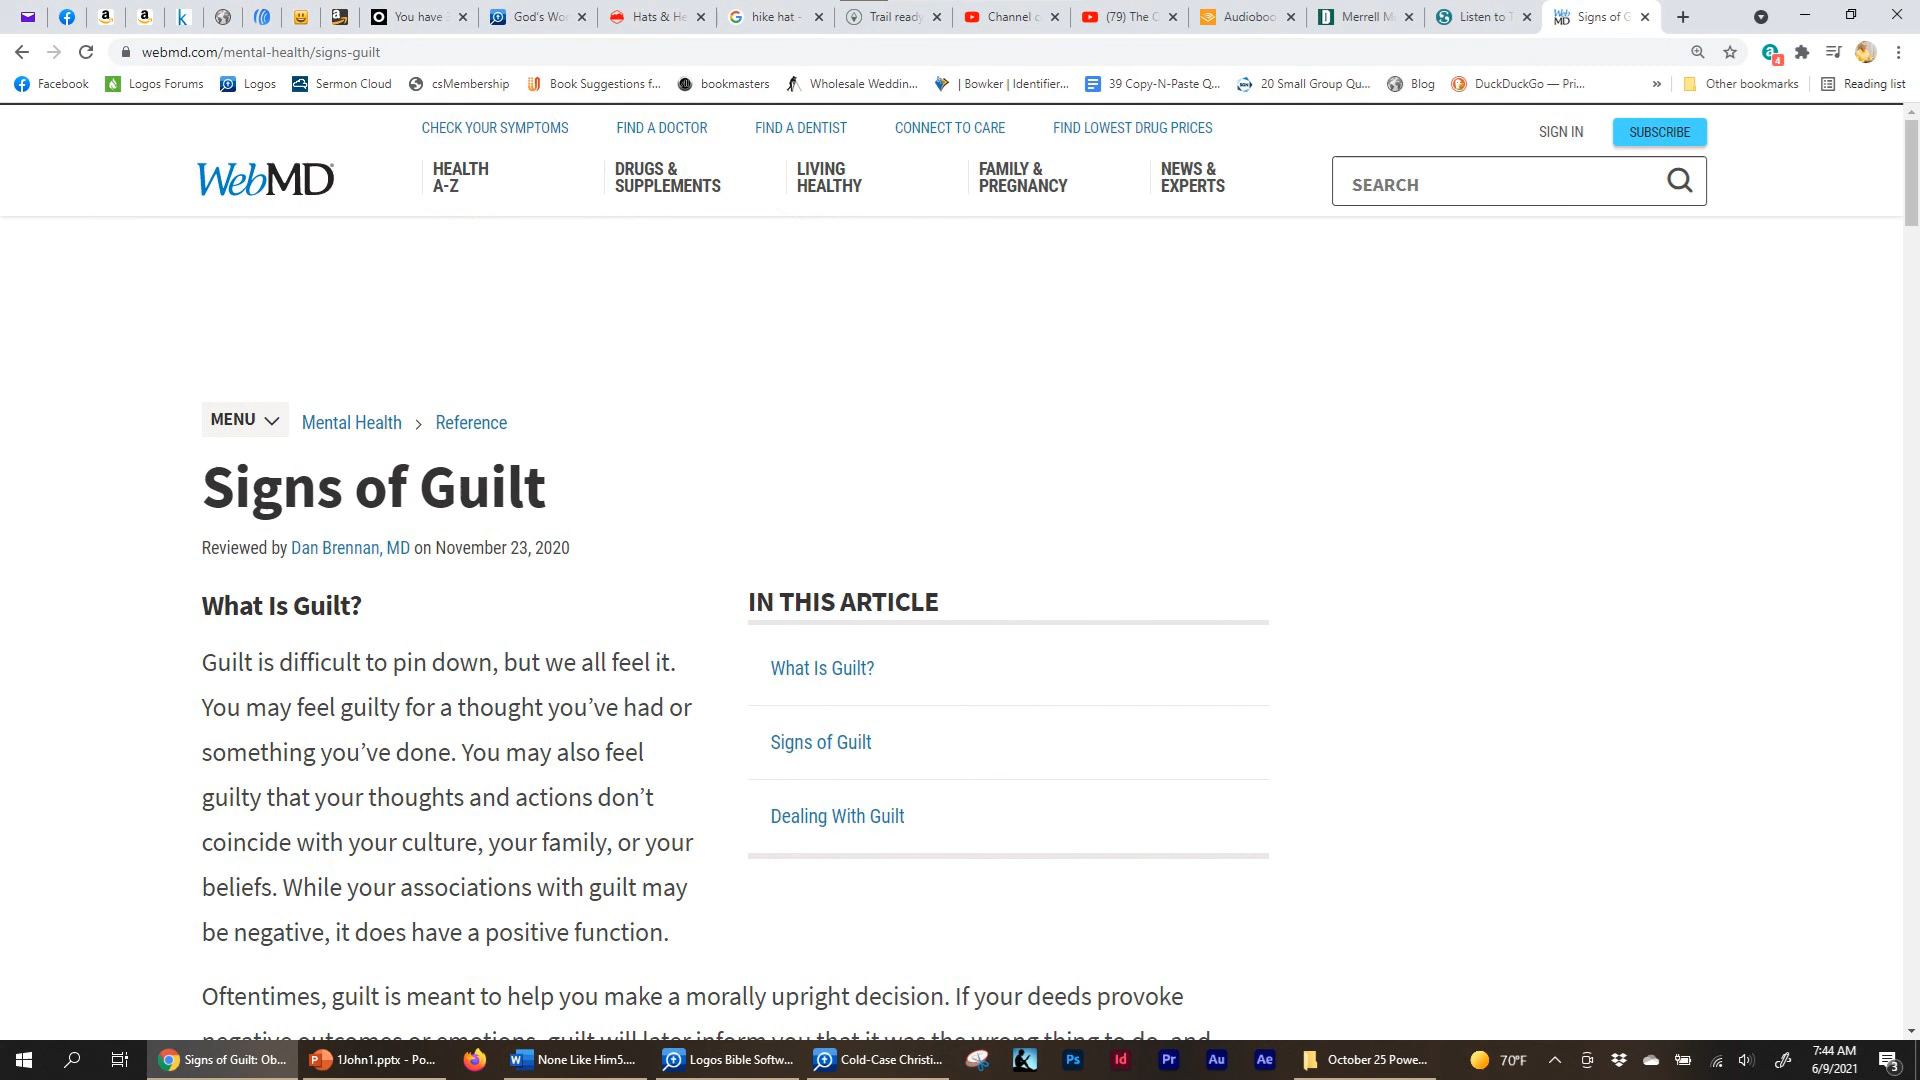 You have
God's Wor
Hats & He
hike hat -
Trail ready
Channel c
(79) The C
Audioboo
Merrell M
Listen to T
Signs of G
webmd.com/mental-health/signs-guilt
4
Facebook
Logos Forums
Logos
Sermon Cloud
csMembership
Book Suggestions f...
bookmasters
Wholesale Weddin...
| Bowker | Identifier...
39 Copy-N-Paste Q...
20 Small Group Qu...
Blog
DuckDuckGo — Pri...
»
Other bookmarks
Reading list
CHECK YOUR SYMPTOMS
FIND A DOCTOR
FIND A DENTIST
CONNECT TO CARE
FIND LOWEST DRUG PRICES
SIGN IN
SUBSCRIBE
WebMD
HEALTH
A-Z
DRUGS &
SUPPLEMENTS
LIVING
HEALTHY
FAMILY &
PREGNANCY
NEWS &
EXPERTS
SEARCH
MENU
Mental Health > Reference
Signs of Guilt
Reviewed by Dan Brennan, MD on November 23, 2020
What Is Guilt?
Guilt is difficult to pin down, but we all feel it.
You may feel guilty for a thought you’ve had or
something you’ve done. You may also feel
guilty that your thoughts and actions don’t
coincide with your culture, your family, or your
beliefs. While your associations with guilt may
be negative, it does have a positive function.
IN THIS ARTICLE
What Is Guilt?
Signs of Guilt
Dealing With Guilt
Oftentimes, guilt is meant to help you make a morally upright decision. If your deeds provoke
negative outcomes or emotions, guilt will later inform you that it was the wrong thing to do, and
Signs of Guilt: Ob...
1John1.pptx - Po...
None Like Him5....
Logos Bible Softw...
Cold-Case Christi...
Ps
Id
Pr
Au
Ae
October 25 Powe...
70°F
7:44 AM
6/9/2021
3